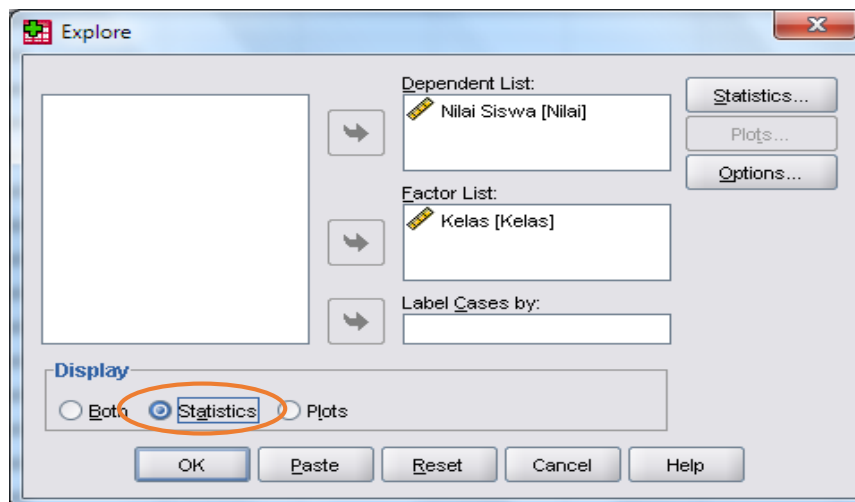 Explore
Dependent List:
Nilai Siswa [Nilai]
Statistics...
Plots...
Options...
Factor List:
Kelas [Kelas]
Label Cases by:
Display
Both Statistics Plots
OK Paste Reset Cancel Help